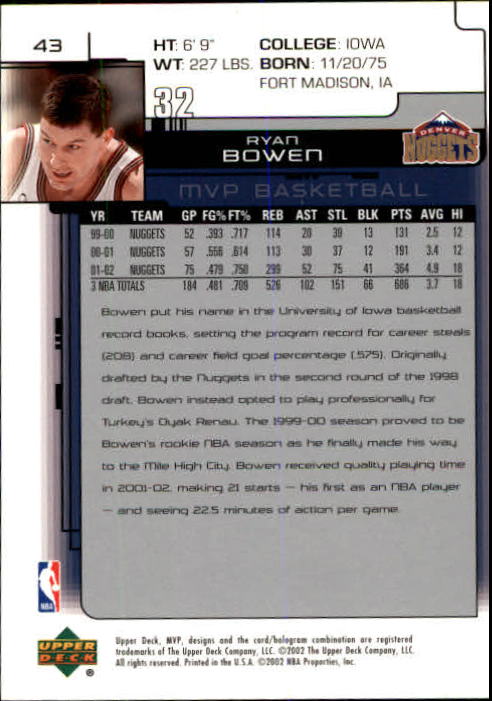 43
HT: 6' 9" COLLEGE: IOWA
WT: 227 LBS. BORN: 11/20/75
FORT MADISON, IA
32
RYAN
BOWEN
DENVER
NUGGETS
MVP BASKETBALL
YR TEAM GP FG% FT% REB AST STL BLK PTS AVG HI
99-00 NUGGETS 52 .393 .717 114 20 39 13 131 2.5 12
00-01 NUGGETS 57 .556 .614 113 30 37 12 191 3.4 12
01-02 NUGGETS 75 .479 .750 299 52 75 41 364 4.9 18
3 NBA TOTALS 184 .481 .709 526 102 151 66 686 3.7 18
Bowen put his name in the University of Iowa basketball
record books, setting the program record for career steals
(208) and career field goal percentage (.575). Originally
drafted by the Nuggets in the second round of the 1998
draft, Bowen instead opted to play professionally for
Turkey's Oyak Renau. The 1999-00 season proved to be
Bowen's rookie NBA season as he finally made his way
to the Mile High City. Bowen received quality playing time
in 2001-02, making 21 starts — his first as an NBA player
— and seeing 22.5 minutes of action per game.
NBA
UPPER
DECK
®
Upper Deck, MVP, designs and the card/hologram combination are registered
trademarks of The Upper Deck Company, LLC. ©2002 The Upper Deck Company, LLC.
All rights reserved. Printed in the U.S.A. ©2002 NBA Properties, Inc.